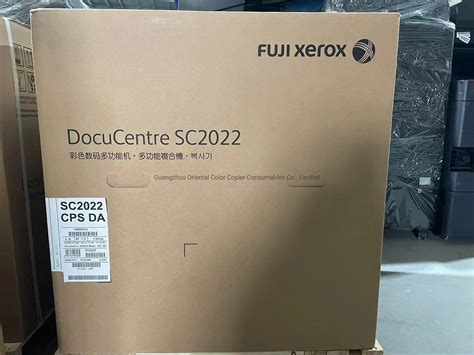 FUJI XEROX
DocuCentre SC2022
彩色数码多功能机・多功能複合機・복사기
Guangzhou Oriental Color Copier Consumables Co., Limited
SC2022
CPS DA